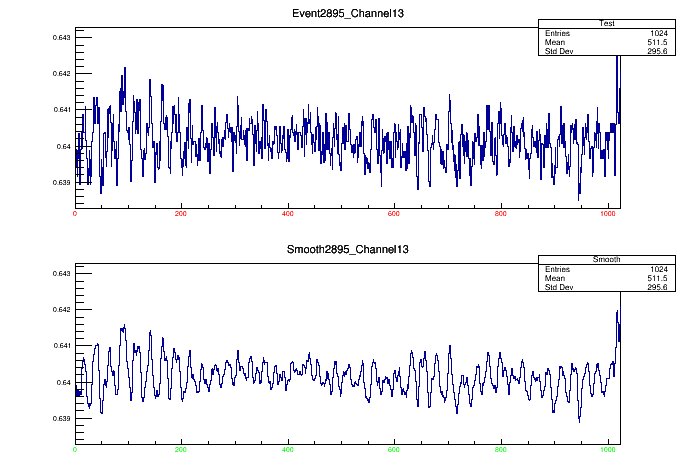 Event2895_Channel13
Test
Entries 1024
Mean 511.5
Std Dev 295.6
0.643
0.642
0.641
0.64
0.639
0 200 400 600 800 1000
Smooth2895_Channel13
Smooth
Entries 1024
Mean 511.5
Std Dev 295.6
0.643
0.642
0.641
0.64
0.639
0 200 400 600 800 1000